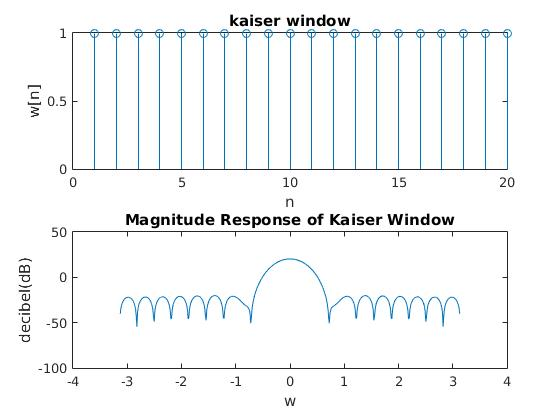 kaiser window
1
0.5
0
w[n]
0 5 10 15 20
n
Magnitude Response of Kaiser Window
50
0
-50
-100
decibel(dB)
-4 -3 -2 -1 0 1 2 3 4
w